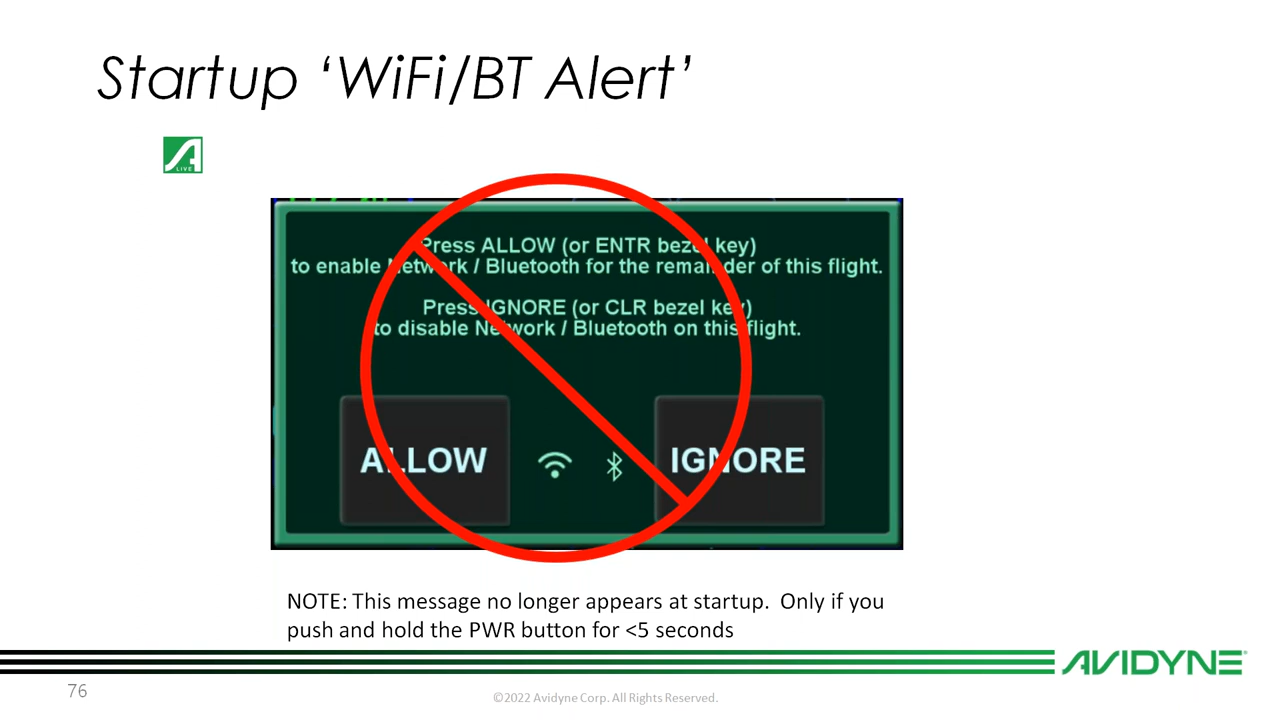 Startup ‘WiFi/BT Alert’
LIVE
Press ALLOW (or ENTR bezel key)
to enable Network / Bluetooth for the remainder of this flight.
Press IGNORE (or CLR bezel key)
to disable Network / Bluetooth on this flight.
ALLOW
IGNORE
NOTE: This message no longer appears at startup.  Only if you
push and hold the PWR button for <5 seconds
AVIDYNE
76
©2022 Avidyne Corp. All Rights Reserved.